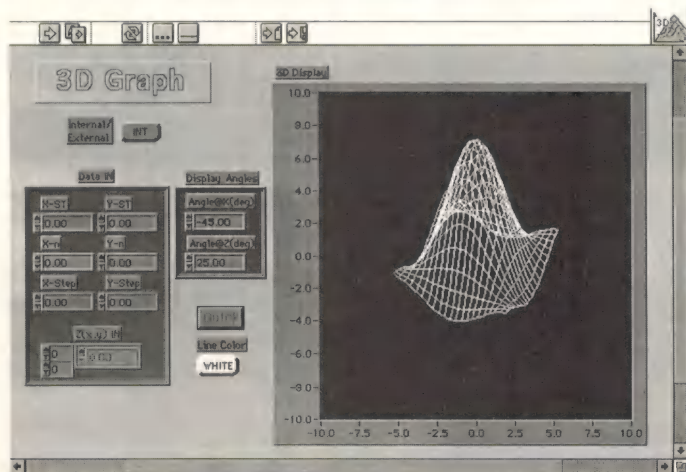 3D
3D Graph
3D Display
Internal/
External
INT
Data IN
Display Angles
X-ST
Y-ST
0.00
0.00
X-n
Y-n
0.00
0.00
X-Step
Y-Step
0.00
0.00
Z(x,y) IN
0
0
0.00
Angle@X(deg)
-45.00
Angle@Z(deg)
25.00
Line Color
WHITE
10.0
8.0
6.0
4.0
2.0
0.0
-2.0
-4.0
-6.0
-8.0
-10.0
-10.0 -7.5 -5.0 -2.5 0.0 2.5 5.0 7.5 10.0